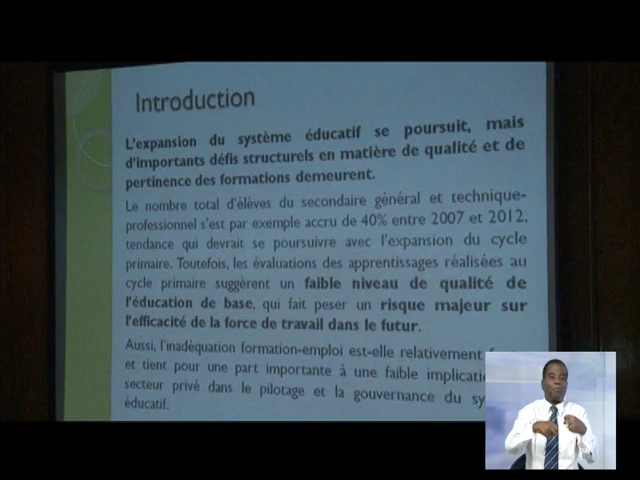 Introduction
L'expansion du système éducatif se poursuit, mais
d'importants défis structurels en matière de qualité et de
pertinence des formations demeurent.
Le nombre total d'élèves du secondaire général et technique-
professionnel s'est par exemple accru de 40% entre 2007 et 2012,
tendance qui devrait se poursuivre avec l'expansion du cycle
primaire. Toutefois, les évaluations des apprentissages réalisées au
cycle primaire suggèrent un faible niveau de qualité de
l'éducation de base, qui fait peser un risque majeur sur
l'efficacité de la force de travail dans le futur.
Aussi, l'inadéquation formation-emploi est-elle relativement
et tient pour une part importante à une faible
secteur privé dans le pilotage et la gouvernance du
éducatif.